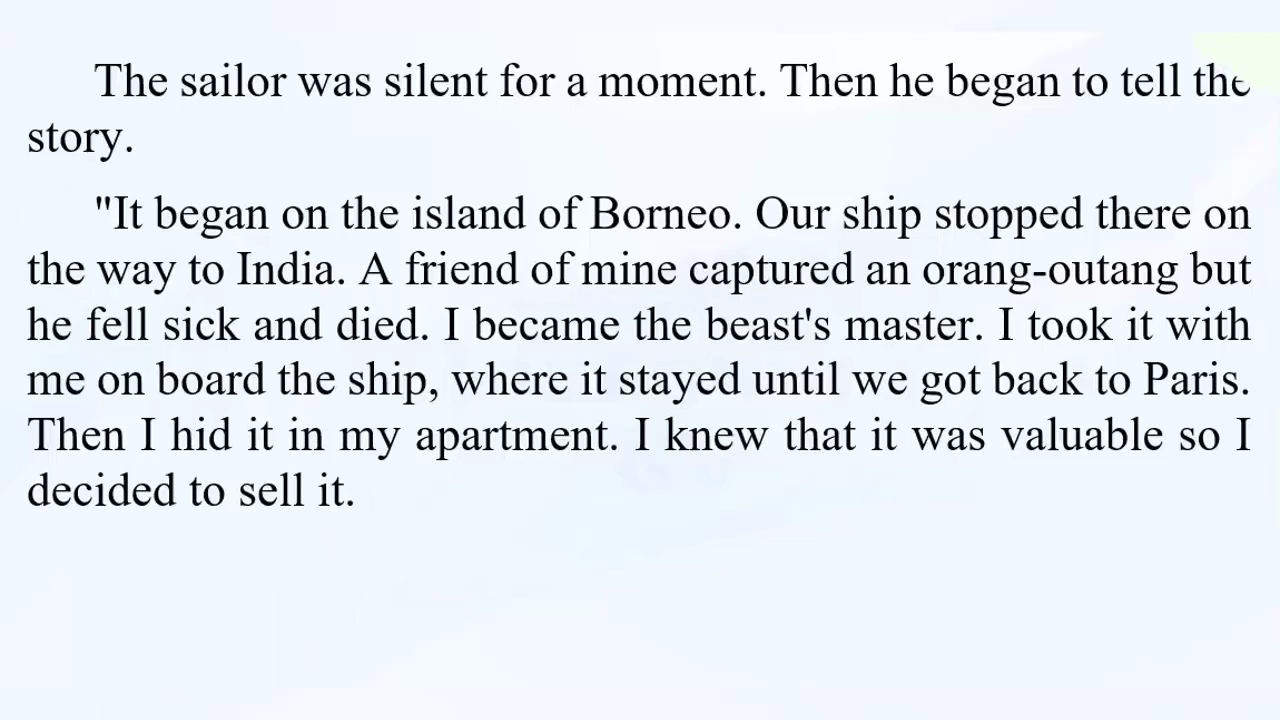 The sailor was silent for a moment. Then he began to tell the
story.
"It began on the island of Borneo. Our ship stopped there on
the way to India. A friend of mine captured an orang-outang but
he fell sick and died. I became the beast's master. I took it with
me on board the ship, where it stayed until we got back to Paris.
Then I hid it in my apartment. I knew that it was valuable so I
decided to sell it.